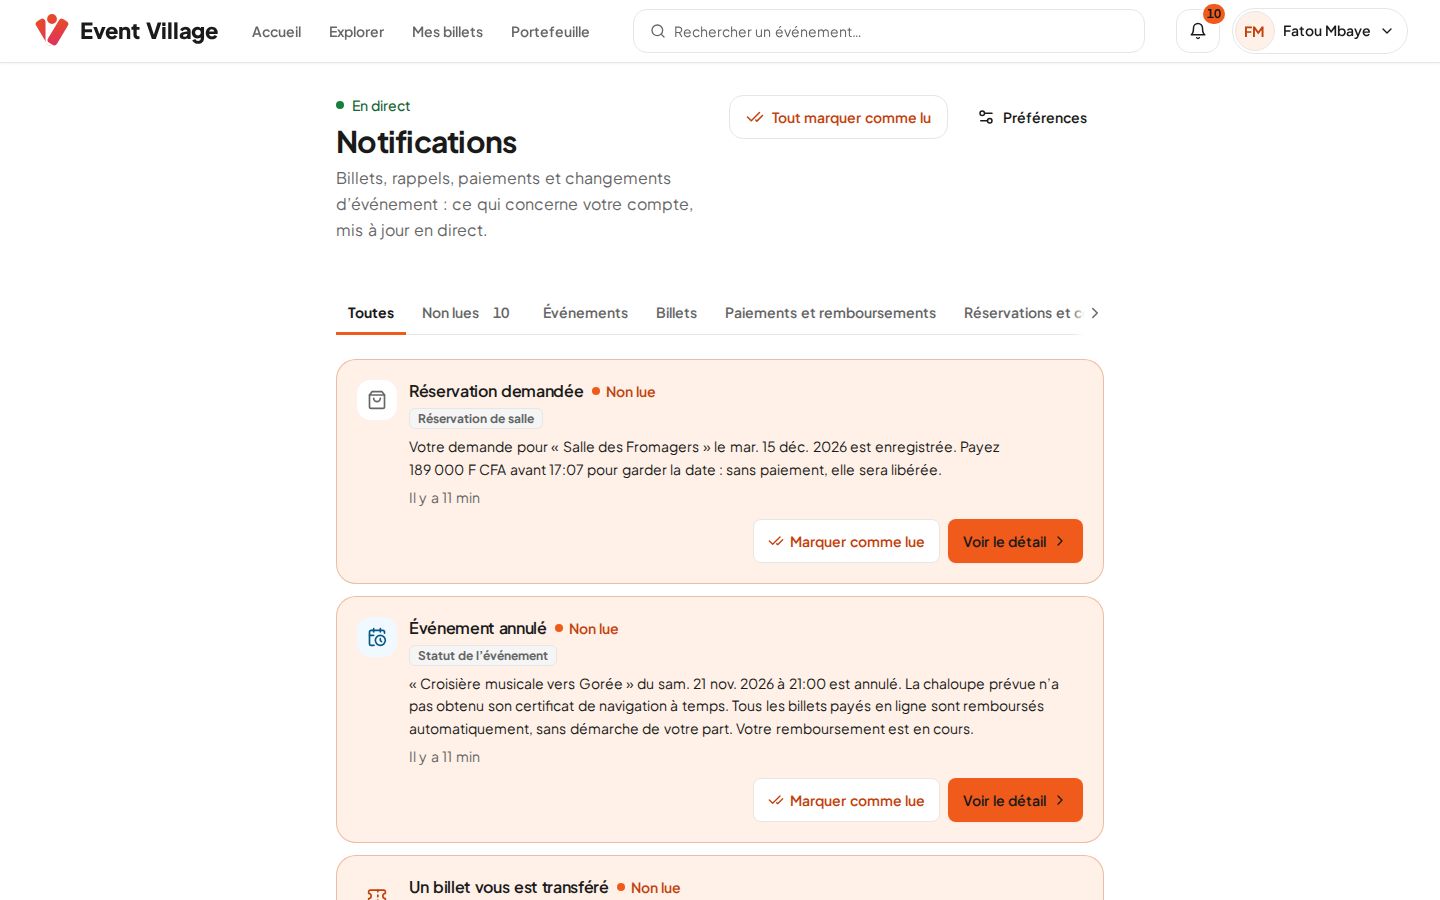 Event Village
Accueil
Explorer
Mes billets
Portefeuille
Rechercher un événement…
10
FM
Fatou Mbaye
En direct
Notifications
Billets, rappels, paiements et changements
d’événement : ce qui concerne votre compte,
mis à jour en direct.
Tout marquer comme lu
Préférences
Toutes
Non lues 10
Événements
Billets
Paiements et remboursements
Réservations et
Réservation demandée
Non lue
Réservation de salle
Votre demande pour « Salle des Fromagers » le mar. 15 déc. 2026 est enregistrée. Payez
189 000 F CFA avant 17:07 pour garder la date : sans paiement, elle sera libérée.
Il y a 11 min
Marquer comme lue
Voir le détail
Événement annulé
Non lue
Statut de l’événement
« Croisière musicale vers Gorée » du sam. 21 nov. 2026 à 21:00 est annulé. La chaloupe prévue n’a
pas obtenu son certificat de navigation à temps. Tous les billets payés en ligne sont remboursés
automatiquement, sans démarche de votre part. Votre remboursement est en cours.
Il y a 11 min
Marquer comme lue
Voir le détail
Un billet vous est transféré
Non lue